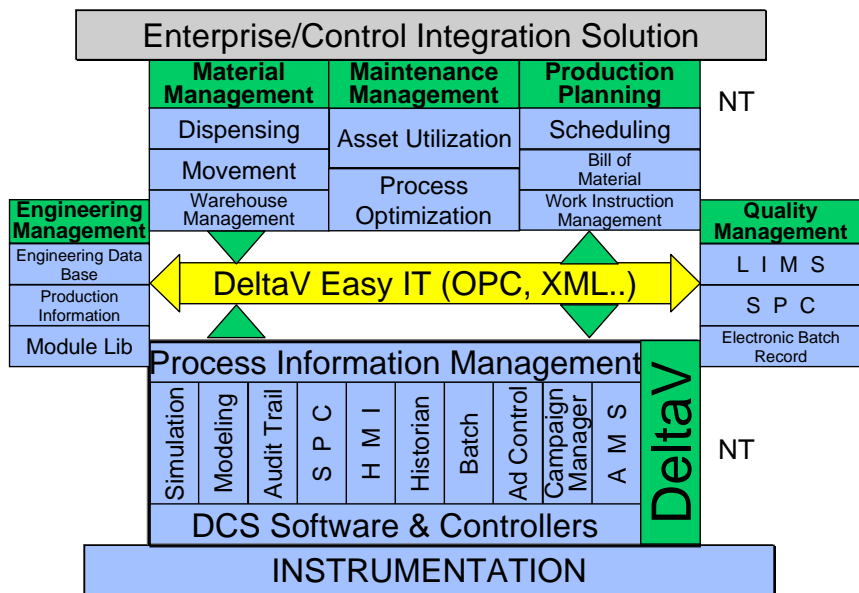 Enterprise/Control Integration Solution
Material
Management
Maintenance
Management
Production
Planning
NT
Dispensing
Movement
Warehouse
Management
Asset Utilization
Process
Optimization
Scheduling
Bill of
Material
Work Instruction
Management
Engineering
Management
Engineering Data
Base
Production
Information
Module Lib
DeltaV Easy IT (OPC, XML..)
Quality
Management
L I M S
S P C
Electronic Batch
Record
Process Information Management
Simulation
Modeling
Audit Trail
S P C
H M I
Historian
Batch
Ad Control
Campaign
Manager
A M S
DeltaV
NT
DCS Software & Controllers
INSTRUMENTATION